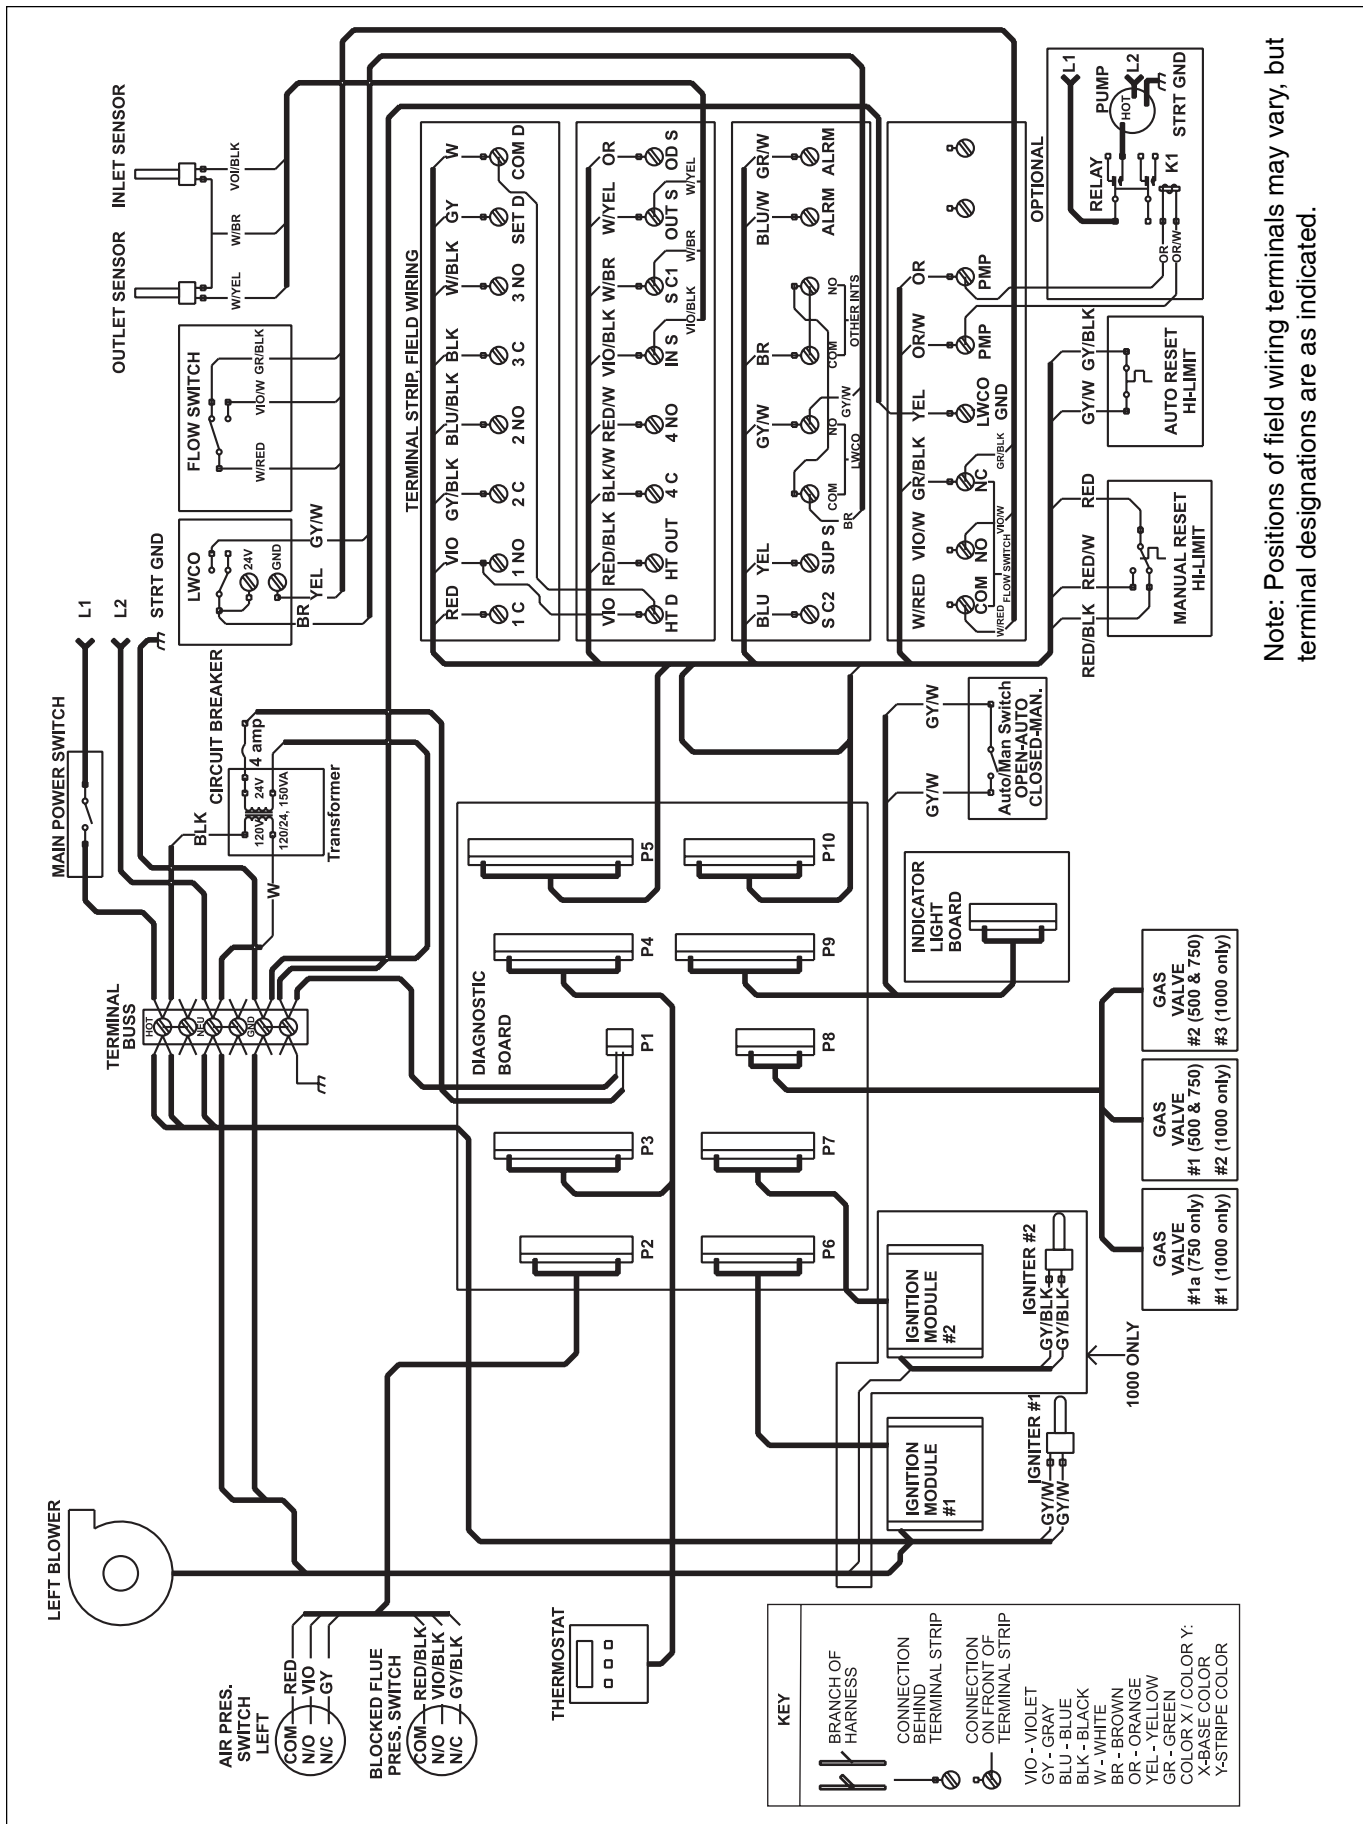 INLET SENSOR
OUTLET SENSOR
VOI/BLK
W/BR
W/YEL
FLOW SWITCH
GR/BLK
VIO/W
W/RED
LWCO
24V
GND
GY/W
YEL
BR
L1
L2
STRT GND
MAIN POWER SWITCH
CIRCUIT BREAKER
4 amp
BLK
120V
24V
120/24, 150VA
Transformer
W
TERMINAL
BUSS
HOT
NEU
GND
LEFT BLOWER
AIR PRES.
SWITCH
LEFT
COM
N/O
N/C
RED
VIO
GY
BLOCKED FLUE
PRES. SWITCH
COM
N/O
N/C
RED/BLK
VIO/BLK
GY/BLK
THERMOSTAT
DIAGNOSTIC
BOARD
P2
P3
P1
P4
P5
P6
P7
P8
P9
P10
TERMINAL STRIP, FIELD WIRING
RED
VIO
GY/BLK
BLU/BLK
BLK
W/BLK
GY
W
1 C
1 NO
2 C
2 NO
3 C
3 NO
SET D
COM D
VIO
RED/BLK
BLK/W
RED/W
VIO/BLK
W/BR
W/YEL
OR
HT D
HT OUT
4 C
4 NO
IN S
S C1
OUT S
OD S
VIO/BLK
W/BR
W/YEL
BLU
YEL
GY/W
BR
BLU/W
GR/W
S C2
SUP S
COM
NO
COM
NO
ALRM
ALRM
BR
LWCO
GY/W
OTHER INTS
W/RED
VIO/W
GR/BLK
YEL
OR/W
OR
COM
NO
NC
LWCO
GND
PMP
PMP
W/RED
FLOW SWITCH
VIO/W
GR/BLK
OPTIONAL
L1
PUMP
HOT
L2
STRT GND
RELAY
K1
OR
OR/W
GY/W
GY/BLK
AUTO RESET
HI-LIMIT
RED/BLK
RED/W
RED
MANUAL RESET
HI-LIMIT
GY/W
GY/W
Auto/Man Switch
OPEN-AUTO
CLOSED-MAN.
INDICATOR
LIGHT
BOARD
GAS
VALVE
#2 (500 & 750)
#3 (1000 only)
GAS
VALVE
#1 (500 & 750)
#2 (1000 only)
GAS
VALVE
#1a (750 only)
#1 (1000 only)
IGNITION
MODULE
#2
IGNITER #2
GY/BLK
GY/BLK
1000 ONLY
IGNITION
MODULE
#1
IGNITER #1
GY/W
GY/W
KEY
BRANCH OF
HARNESS
CONNECTION
BEHIND
TERMINAL STRIP
CONNECTION
ON FRONT OF
TERMINAL STRIP
VIO - VIOLET
GY - GRAY
BLU - BLUE
BLK - BLACK
W - WHITE
BR - BROWN
OR - ORANGE
YEL - YELLOW
GR - GREEN
COLOR X / COLOR Y:
X-BASE COLOR
Y-STRIPE COLOR
Note: Positions of field wiring terminals may vary, but
terminal designations are as indicated.